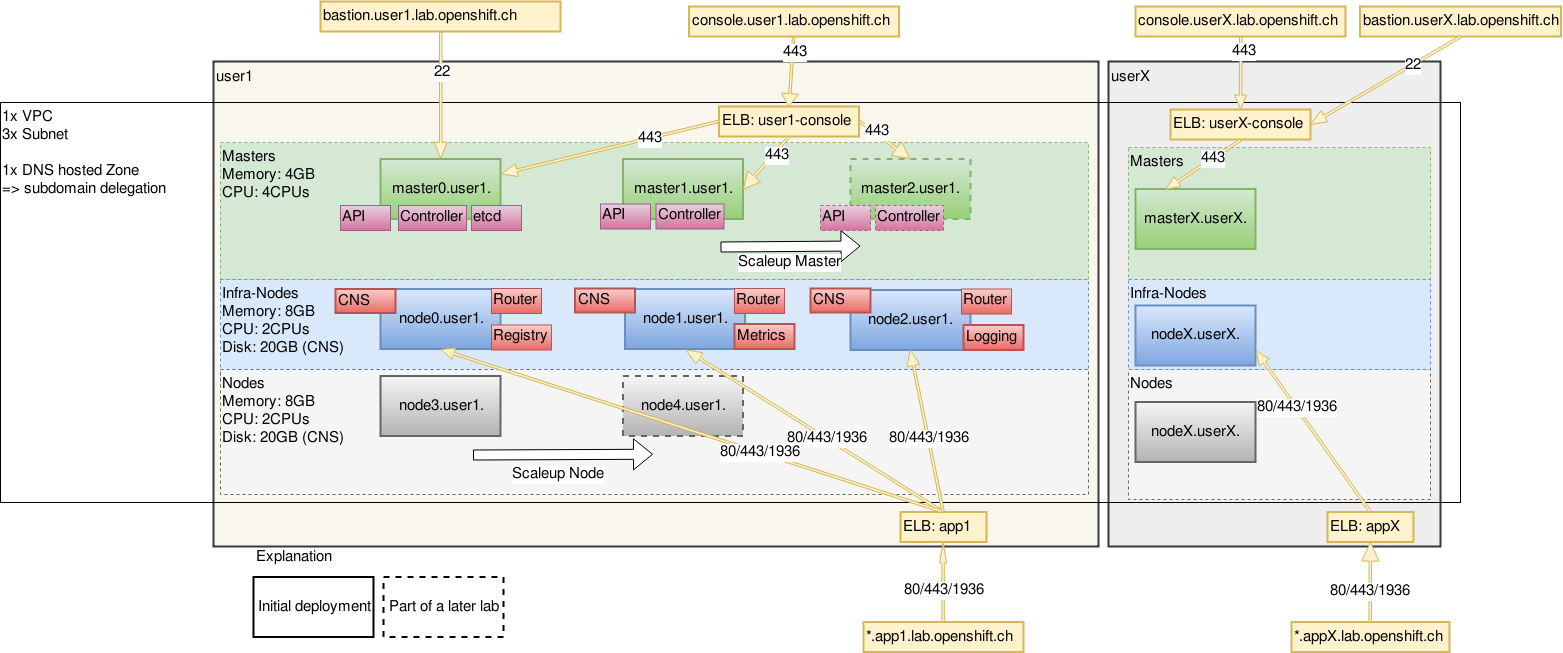 bastion.user1.lab.openshift.ch
console.user1.lab.openshift.ch
console.userX.lab.openshift.ch
bastion.userX.lab.openshift.ch
443
443
22
22
user1
userX
1x VPC
3x Subnet
1x DNS hosted Zone
=> subdomain delegation
ELB: user1-console
ELB: userX-console
443
443
443
443
Masters
Memory: 4GB
CPU: 4CPUs
master0.user1.
API
Controller
etcd
master1.user1.
API
Controller
master2.user1.
API
Controller
Scaleup Master
Masters
masterX.userX.
Infra-Nodes
Memory: 8GB
CPU: 2CPUs
Disk: 20GB (CNS)
CNS
Router
node0.user1.
Registry
CNS
Router
node1.user1.
Metrics
CNS
Router
node2.user1.
Logging
Infra-Nodes
nodeX.userX.
Nodes
Memory: 8GB
CPU: 2CPUs
Disk: 20GB (CNS)
node3.user1.
node4.user1.
Scaleup Node
80/443/1936
80/443/1936
80/443/1936
Nodes
nodeX.userX.
80/443/1936
ELB: app1
ELB: appX
Explanation
Initial deployment
Part of a later lab
80/443/1936
80/443/1936
*.app1.lab.openshift.ch
*.appX.lab.openshift.ch